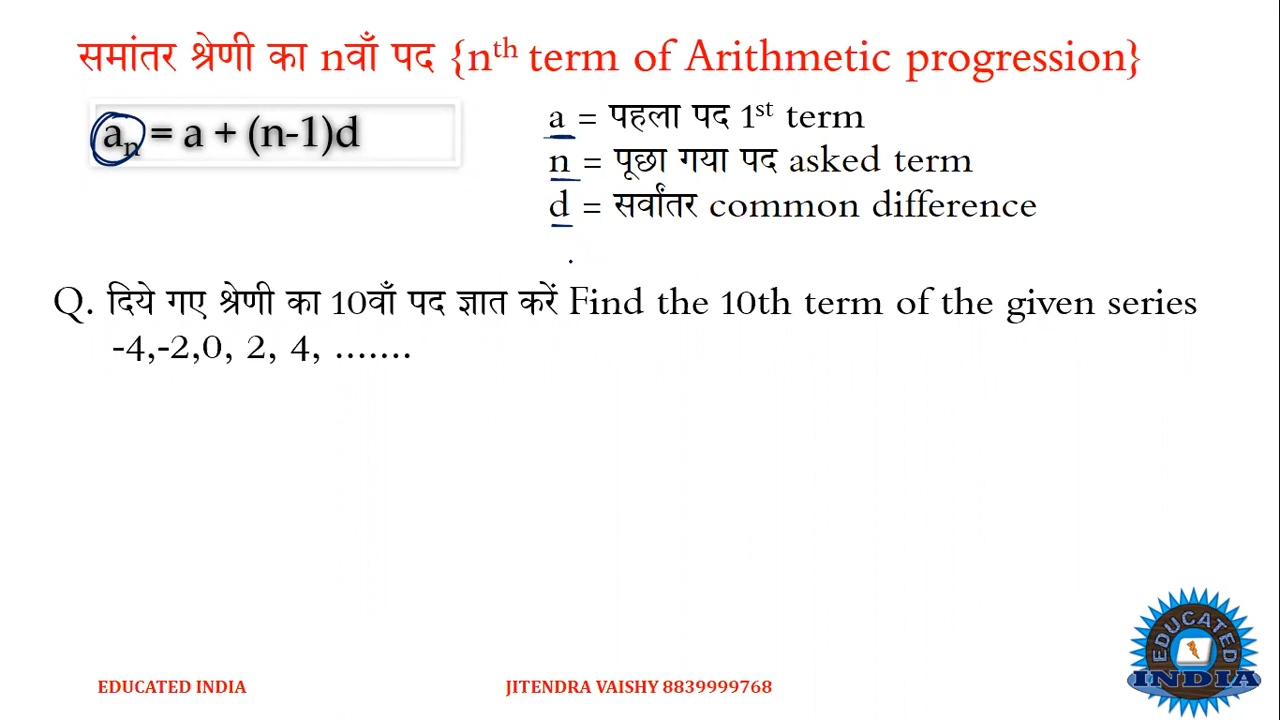 समांतर श्रेणी का nवाँ पद {nth term of Arithmetic progression}
an = a + (n-1)d
a = पहला पद 1st term
n = पूछा गया पद asked term
d = सर्वांतर common difference
Q. दिये गए श्रेणी का 10वाँ पद ज्ञात करें Find the 10th term of the given series
-4,-2,0, 2, 4, .......
EDUCATED
INDIA
EDUCATED INDIA
JITENDRA VAISHY 8839999768